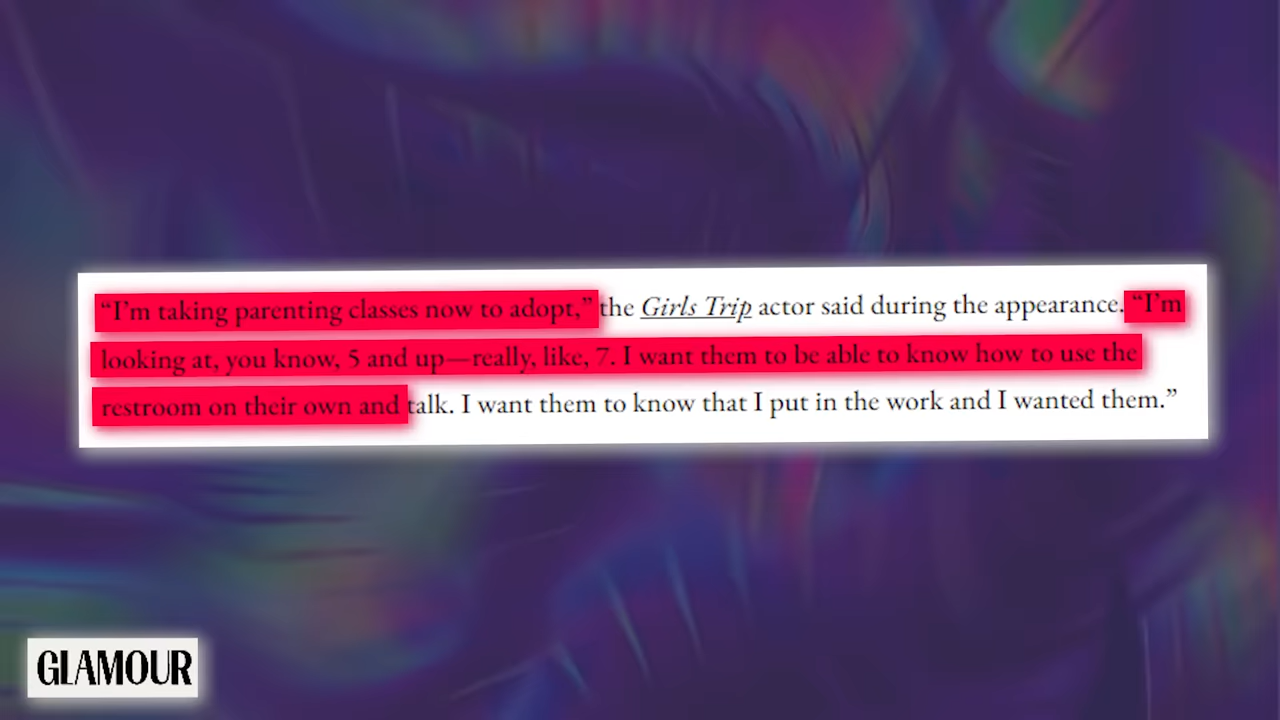 “I’m taking parenting classes now to adopt,” the Girls Trip actor said during the appearance. “I’m
looking at, you know, 5 and up—really, like, 7. I want them to be able to know how to use the
restroom on their own and talk. I want them to know that I put in the work and I wanted them.”
GLAMOUR